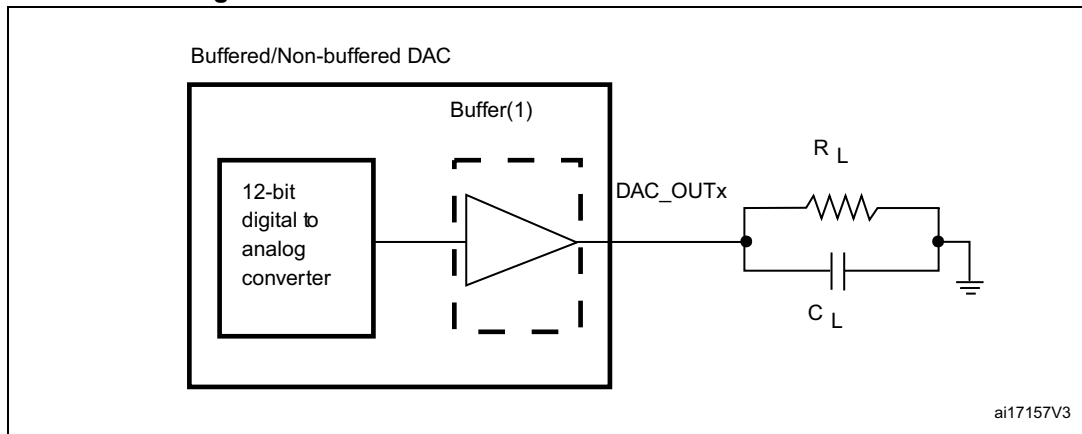 Buffered/Non-buffered DAC
Buffer(1)
12-bit
digital to
analog
converter
DAC_OUTx
R L
C L
ai17157V3